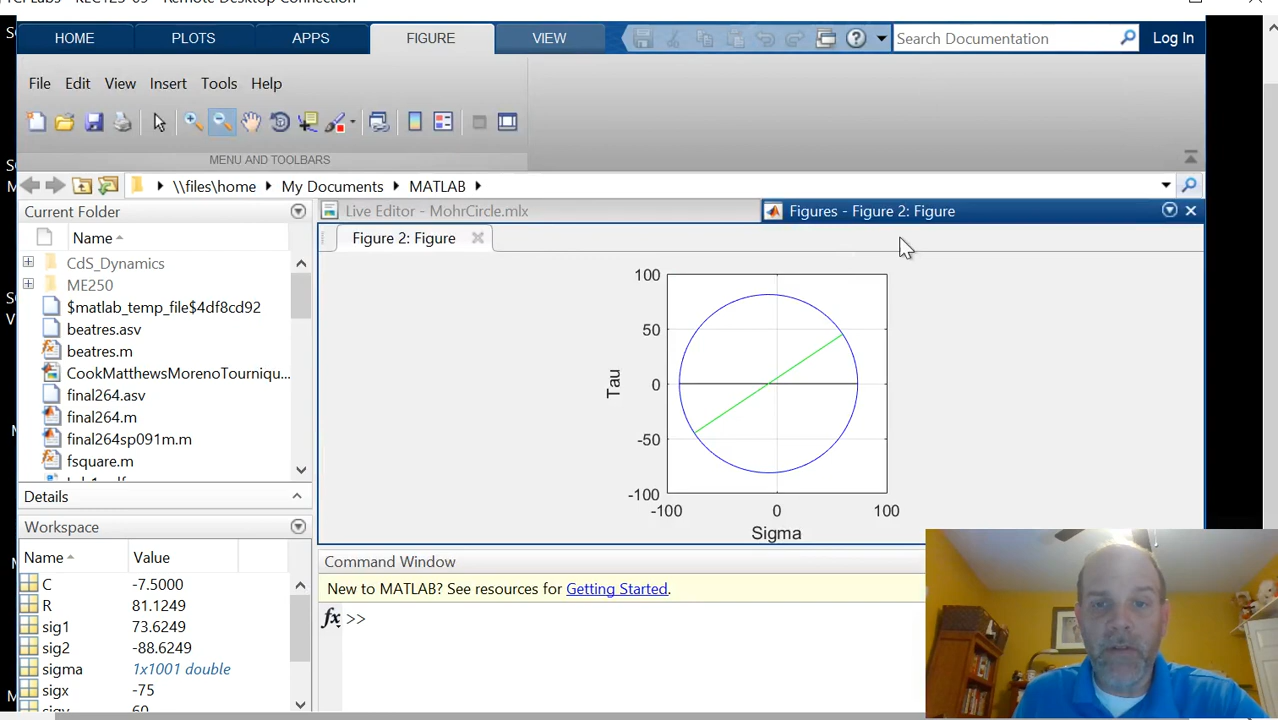 HOME PLOTS APPS FIGURE VIEW Search Documentation Log In
File Edit View Insert Tools Help
MENU AND TOOLBARS
\\files\home My Documents MATLAB
Current Folder
Live Editor - MohrCircle.mlx
Figures - Figure 2: Figure
Name
Figure 2: Figure
CdS_Dynamics
ME250
$matlab_temp_file$4df8cd92
beatres.asv
beatres.m
CookMatthewsMorenoTourniqu...
final264.asv
final264.m
final264sp091m.m
fsquare.m
100
50
0
-50
-100
Tau
-100 0 100
Sigma
Details
Workspace
Name Value
C -7.5000
R 81.1249
sig1 73.6249
sig2 -88.6249
sigma 1x1001 double
sigx -75
sigy 60
Command Window
New to MATLAB? See resources for Getting Started.
fx >>